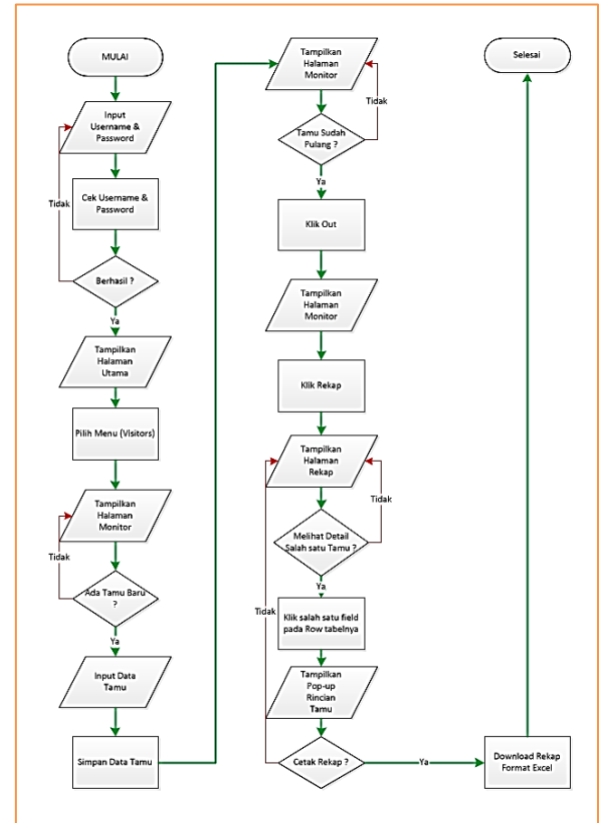 MULAI
Input
Username &
Password
Cek Username &
Password
Tidak
Berhasil ?
Ya
Tampilkan
Halaman
Utama
Pilih Menu (Visitors)
Tampilkan
Halaman
Monitor
Tidak
Ada Tamu Baru
?
Ya
Input Data
Tamu
Simpan Data Tamu
Tampilkan
Halaman
Monitor
Tidak
Tamu Sudah
Pulang ?
Ya
Klik Out
Tampilkan
Halaman
Monitor
Klik Rekap
Tampilkan
Halaman
Rekap
Tidak
Melihat Detail
Salah satu Tamu ?
Ya
Tidak
Klik salah satu field
pada Row tabelnya
Tampilkan
Pop-up
Rincian
Tamu
Cetak Rekap ?
Ya
Download Rekap
Format Excel
Selesai